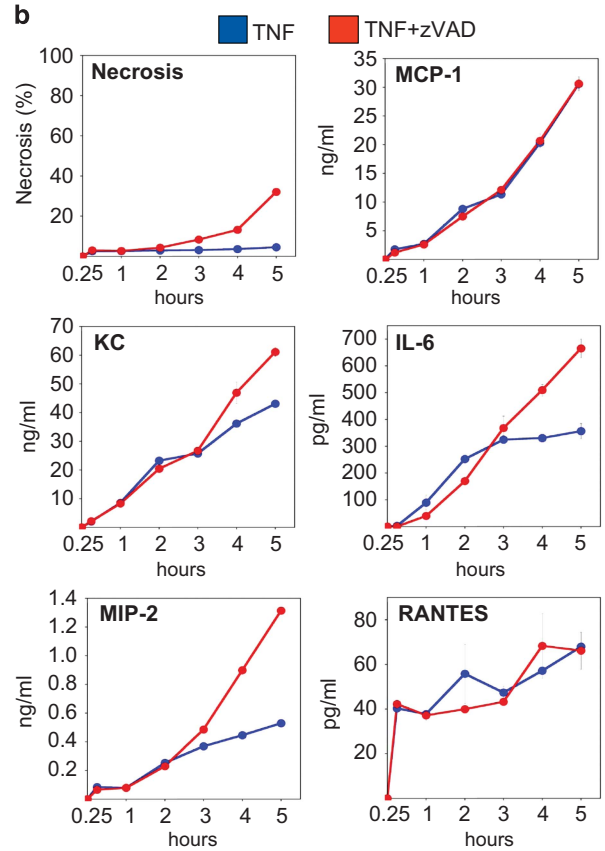 b
TNF TNF+zVAD
Necrosis
Necrosis (%)
100
80
60
40
20
0.25 1 2 3 4 5
hours
MCP-1
ng/ml
35
30
25
20
15
10
5
0.25 1 2 3 4 5
hours
KC
ng/ml
70
60
50
40
30
20
10
0.25 1 2 3 4 5
hours
IL-6
pg/ml
700
600
500
400
300
200
100
0.25 1 2 3 4 5
hours
MIP-2
ng/ml
1.4
1.2
1.0
0.8
0.6
0.4
0.2
0.25 1 2 3 4 5
hours
RANTES
pg/ml
80
60
40
20
0.25 1 2 3 4 5
hours